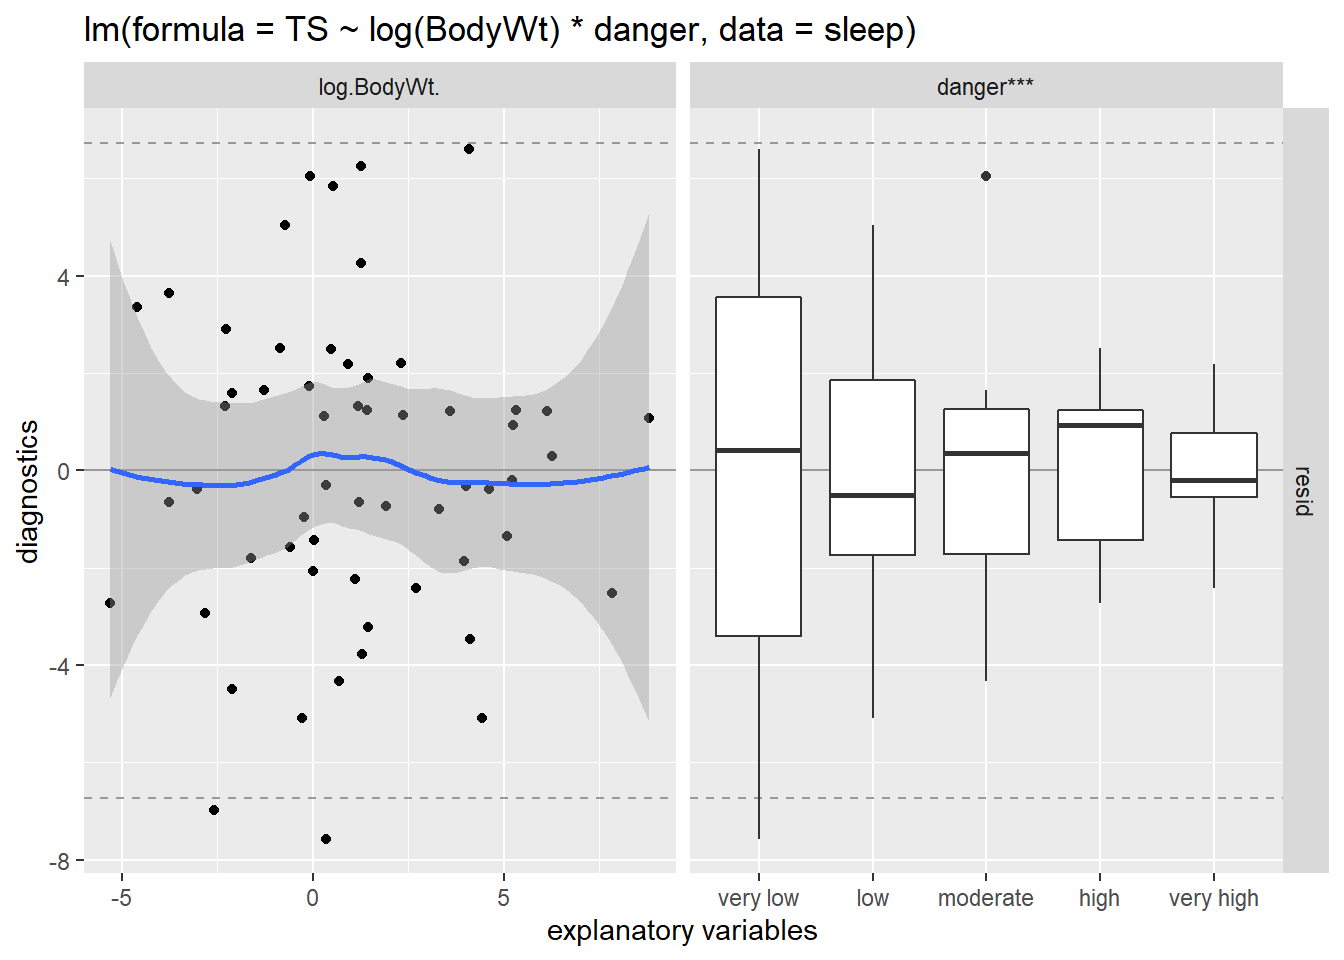 lm(formula = TS ~ log(BodyWt) * danger, data = sleep)
log.BodyWt.
danger***
diagnostics
4
0
-4
-8
resid
-5
0
5
very low
low
moderate
high
very high
explanatory variables